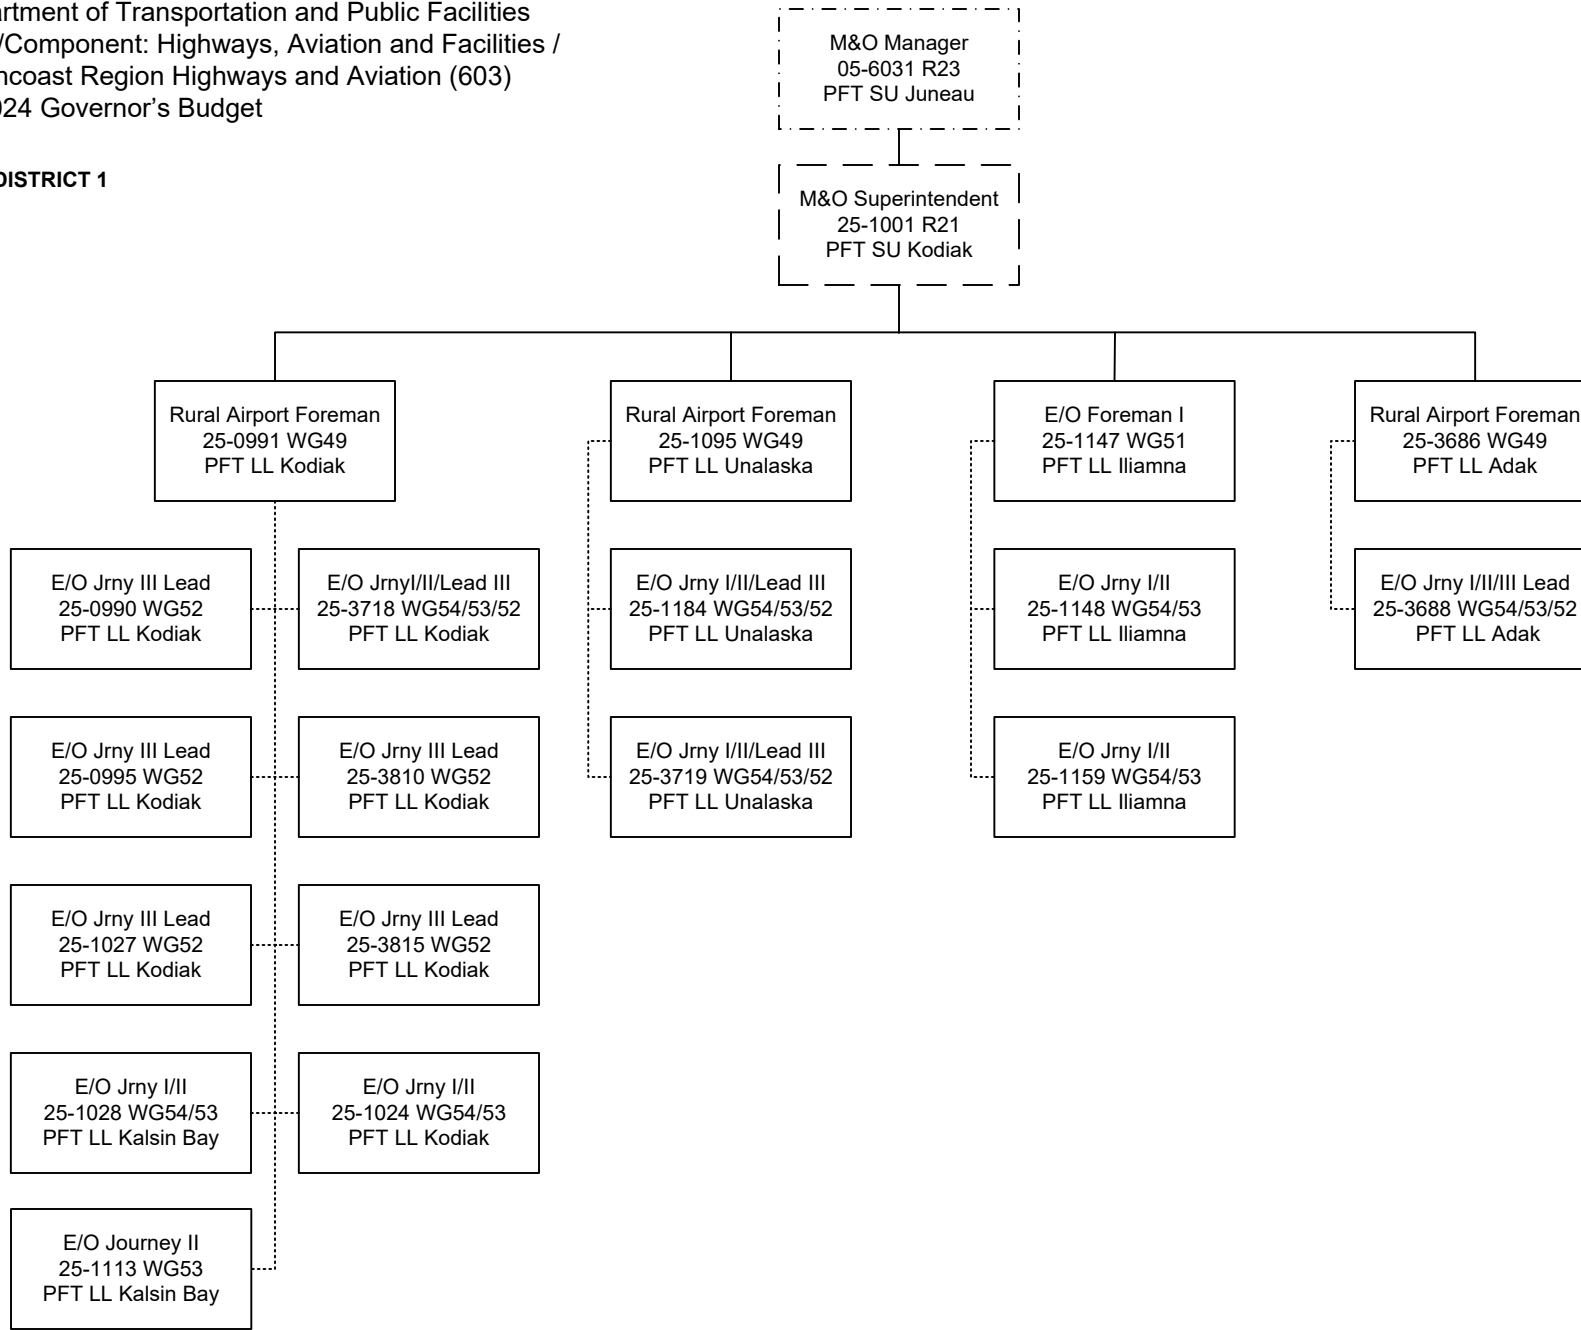 artment of Transportation and Public Facilities
/Component: Highways, Aviation and Facilities /
ncoast Region Highways and Aviation (603)
024 Governor's Budget
DISTRICT 1
M&O Manager
05-6031 R23
PFT SU Juneau
M&O Superintendent
25-1001 R21
PFT SU Kodiak
Rural Airport Foreman
25-0991 WG49
PFT LL Kodiak
Rural Airport Foreman
25-1095 WG49
PFT LL Unalaska
E/O Foreman I
25-1147 WG51
PFT LL Iliamna
Rural Airport Foreman
25-3686 WG49
PFT LL Adak
E/O Jrny III Lead
25-0990 WG52
PFT LL Kodiak
E/O JrnyI/II/Lead III
25-3718 WG54/53/52
PFT LL Kodiak
E/O Jrny I/II/Lead III
25-1184 WG54/53/52
PFT LL Unalaska
E/O Jrny I/II
25-1148 WG54/53
PFT LL Iliamna
E/O Jrny I/II/III Lead
25-3688 WG54/53/52
PFT LL Adak
E/O Jrny III Lead
25-0995 WG52
PFT LL Kodiak
E/O Jrny III Lead
25-3810 WG52
PFT LL Kodiak
E/O Jrny I/II/Lead III
25-3719 WG54/53/52
PFT LL Unalaska
E/O Jrny I/II
25-1159 WG54/53
PFT LL Iliamna
E/O Jrny III Lead
25-1027 WG52
PFT LL Kodiak
E/O Jrny III Lead
25-3815 WG52
PFT LL Kodiak
E/O Jrny I/II
25-1028 WG54/53
PFT LL Kalsin Bay
E/O Jrny I/II
25-1024 WG54/53
PFT LL Kodiak
E/O Journey II
25-1113 WG53
PFT LL Kalsin Bay